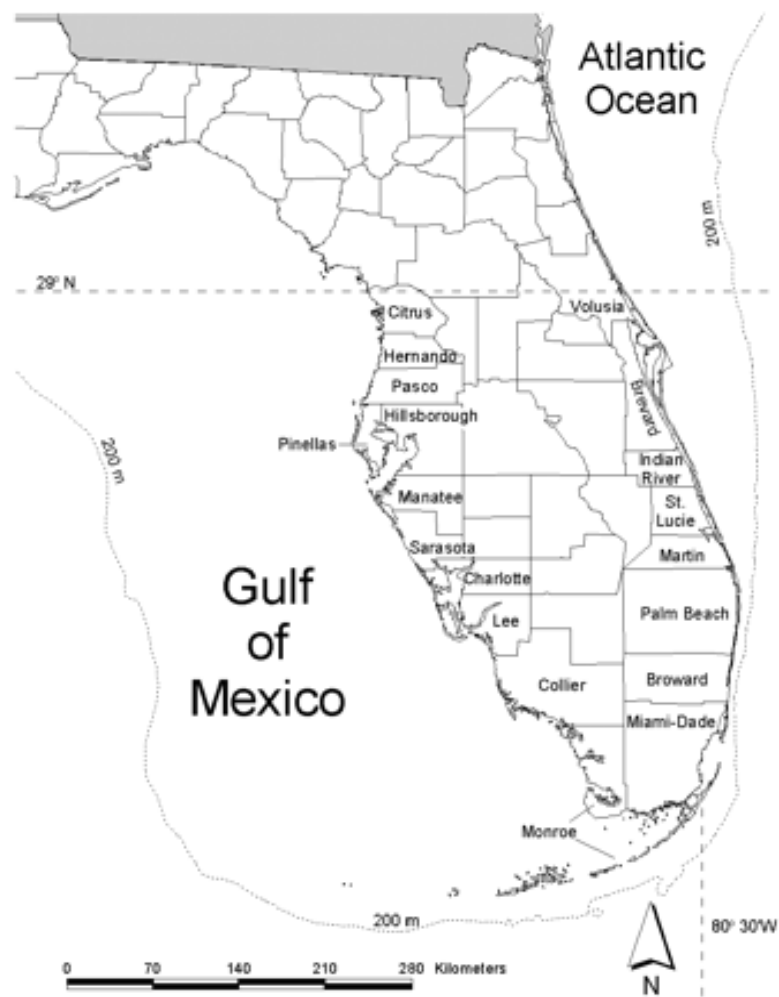 Atlantic
Ocean
200 m
29° N
Volusia
Citrus
Hernando
Pasco
Brevard
Hillsborough
Pinellas
200 m
Indian
River
Manatee
St.
Lucie
Sarasota
Martin
Charlotte
Gulf
of
Mexico
Lee
Palm Beach
Collier
Broward
Miami-Dade
Monroe
200 m
80° 30'W
0 70 140 210 280 Kilometers
N